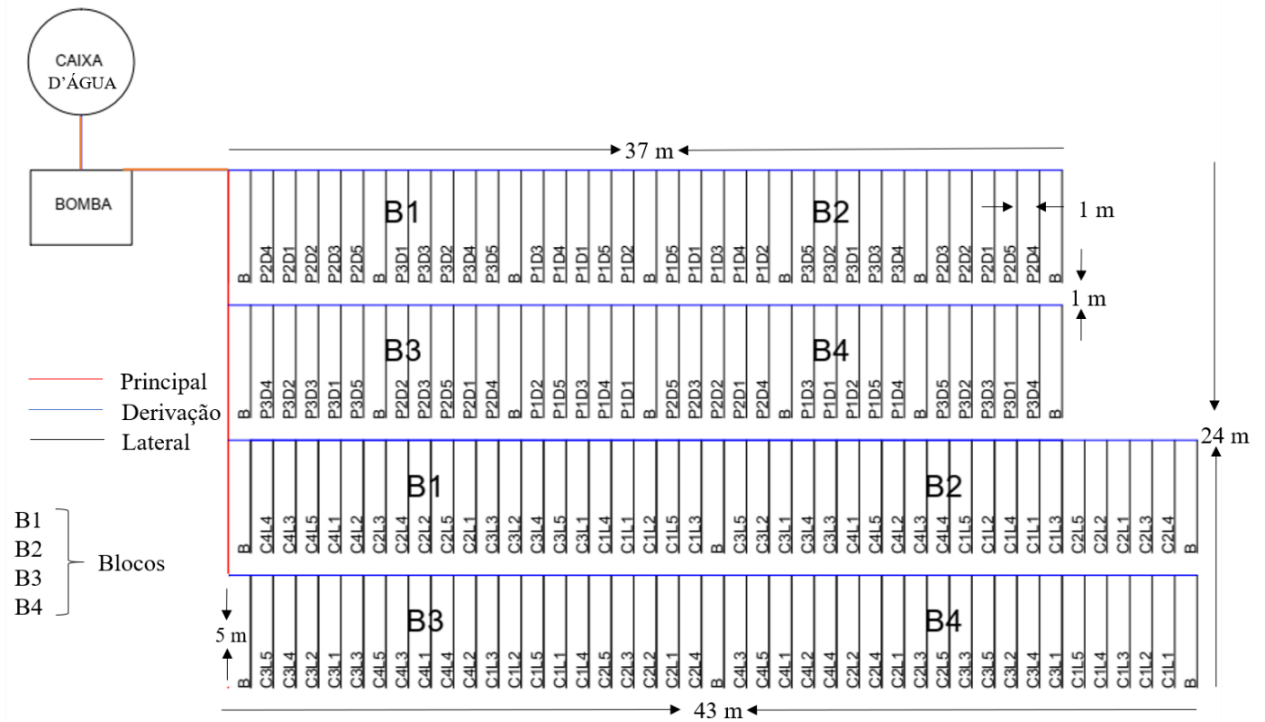 CAIXA
D'ÁGUA
BOMBA
37 m
B1
B2
1 m
B P2D4 P2D1 P2D2 P2D3 P2D5 B P3D1 P3D3 P3D2 P3D4 P3D5 B P1D3 P1D4 P1D1 P1D5 P1D2 B P1D5 P1D1 P1D3 P1D4 P1D2 B P3D5 P3D2 P3D1 P3D3 P3D4 B P2D3 P2D2 P2D1 P2D5 P2D4 B
1 m
B3
B4
B P3D4 P3D2 P3D3 P3D1 P3D5 B P2D2 P2D3 P2D5 P2D1 P2D4 B P1D2 P1D5 P1D3 P1D4 P1D1 B P2D5 P2D3 P2D2 P2D1 P2D4 B P1D3 P1D1 P1D2 P1D5 P1D4 B P3D5 P3D2 P3D3 P3D1 P3D4 B
Principal
Derivação
Lateral
24 m
B1
B2
B C4L4 C4L3 C4L5 C4L1 C4L2 C2L3 C2L4 C2L2 C2L5 C2L1 C3L3 C3L2 C3L4 C3L5 C3L1 C1L4 C1L1 C1L2 C1L5 C1L3 B C3L5 C3L2 C3L1 C3L4 C3L3 C4L1 C4L5 C4L2 C4L3 C4L4 C1L5 C1L2 C1L4 C1L1 C1L3 C2L5 C2L2 C2L1 C2L3 C2L4 B
B1
B2
B3
B4
Blocos
B3
B4
5 m
B C3L5 C3L4 C3L2 C3L1 C3L3 C4L5 C4L3 C4L1 C4L4 C4L2 C1L3 C1L2 C1L5 C1L1 C1L4 C2L5 C2L3 C2L2 C2L1 C2L4 B C4L3 C4L5 C4L1 C4L2 C4L4 C2L2 C2L5 C2L4 C2L1 C2L3 P3L3 C3L5 C3L2 C3L4 C3L1 C1L5 C1L4 C1L3 C1L2 C1L1 B
43 m